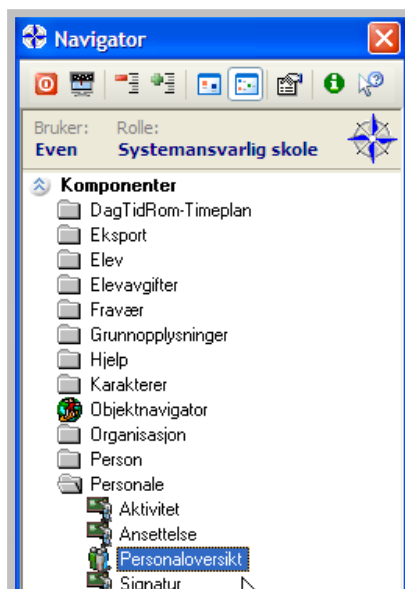 Navigator
Bruker: Rolle:
Even Systemansvarlig skole
Komponenter
DagTidRom-Timeplan
Eksport
Elev
Elevavgifter
Fravær
Grunnopplysninger
Hjelp
Karakterer
Objektnavigator
Organisasjon
Person
Personale
Aktivitet
Ansettelse
Personaloversikt
Signatur